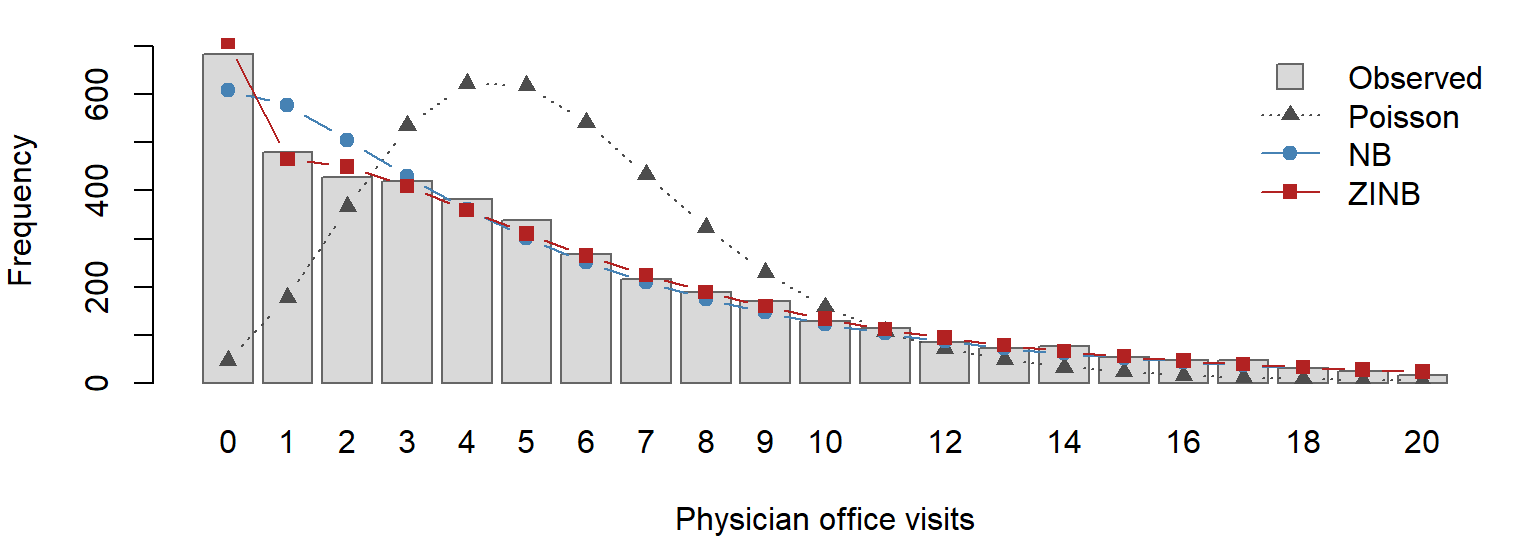 Frequency
600
400
200
0
Observed
Poisson
NB
ZINB
0 1 2 3 4 5 6 7 8 9 10 12 14 16 18 20
Physician office visits